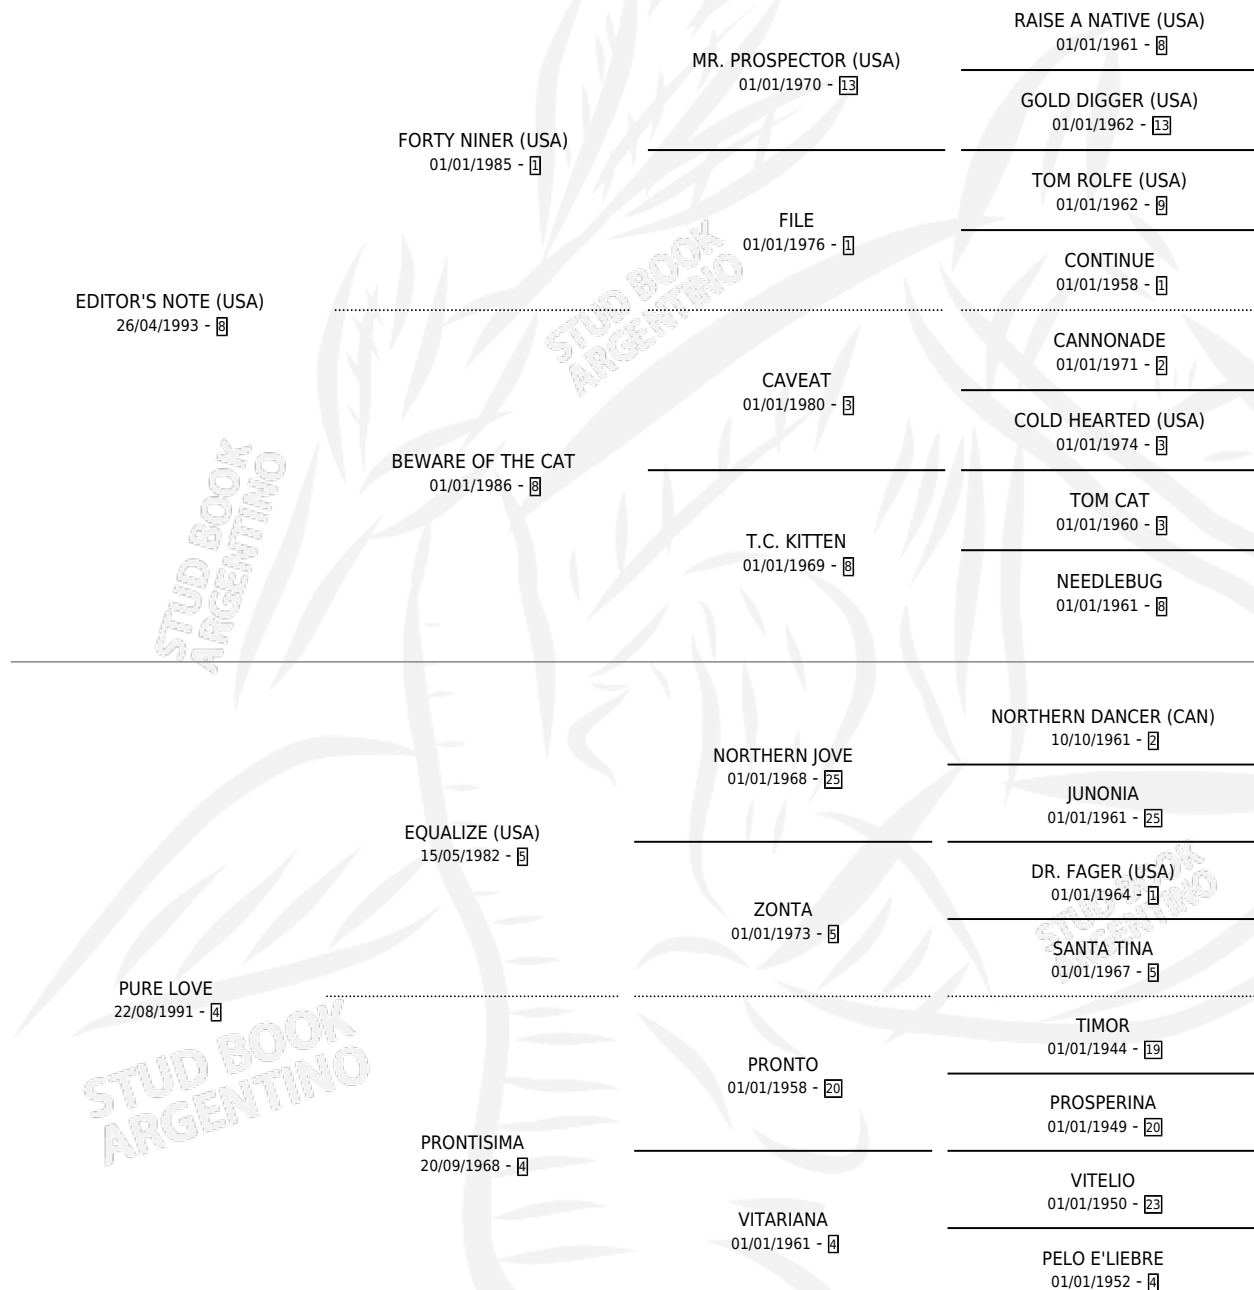 RAISE A NATIVE (USA)
01/01/1961 - 8
MR. PROSPECTOR (USA)
01/01/1970 - 13
GOLD DIGGER (USA)
01/01/1962 - 13
FORTY NINER (USA)
01/01/1985 - 1
TOM ROLFE (USA)
01/01/1962 - 9
FILE
01/01/1976 - 1
CONTINUE
01/01/1958 - 1
EDITOR'S NOTE (USA)
26/04/1993 - 8
CANNONADE
01/01/1971 - 2
CAVEAT
01/01/1980 - 3
COLD HEARTED (USA)
01/01/1974 - 3
BEWARE OF THE CAT
01/01/1986 - 8
TOM CAT
01/01/1960 - 3
T.C. KITTEN
01/01/1969 - 8
NEEDLEBUG
01/01/1961 - 8
NORTHERN DANCER (CAN)
10/10/1961 - 2
NORTHERN JOVE
01/01/1968 - 25
JUNONIA
01/01/1961 - 25
EQUALIZE (USA)
15/05/1982 - 5
DR. FAGER (USA)
01/01/1964 - 1
ZONTA
01/01/1973 - 5
SANTA TINA
01/01/1967 - 5
PURE LOVE
22/08/1991 - 4
TIMOR
01/01/1944 - 19
PRONTO
01/01/1958 - 20
PROSPERINA
01/01/1949 - 20
PRONTISIMA
20/09/1968 - 4
VITELIO
01/01/1950 - 23
VITARIANA
01/01/1961 - 4
PELO E'LIEBRE
01/01/1952 - 4
STUD BOOK
ARGENTINO
STUD BOOK
ARGENTINO
STUD BOOK
ARGENTINO
STUD BOOK
ARGENTINO